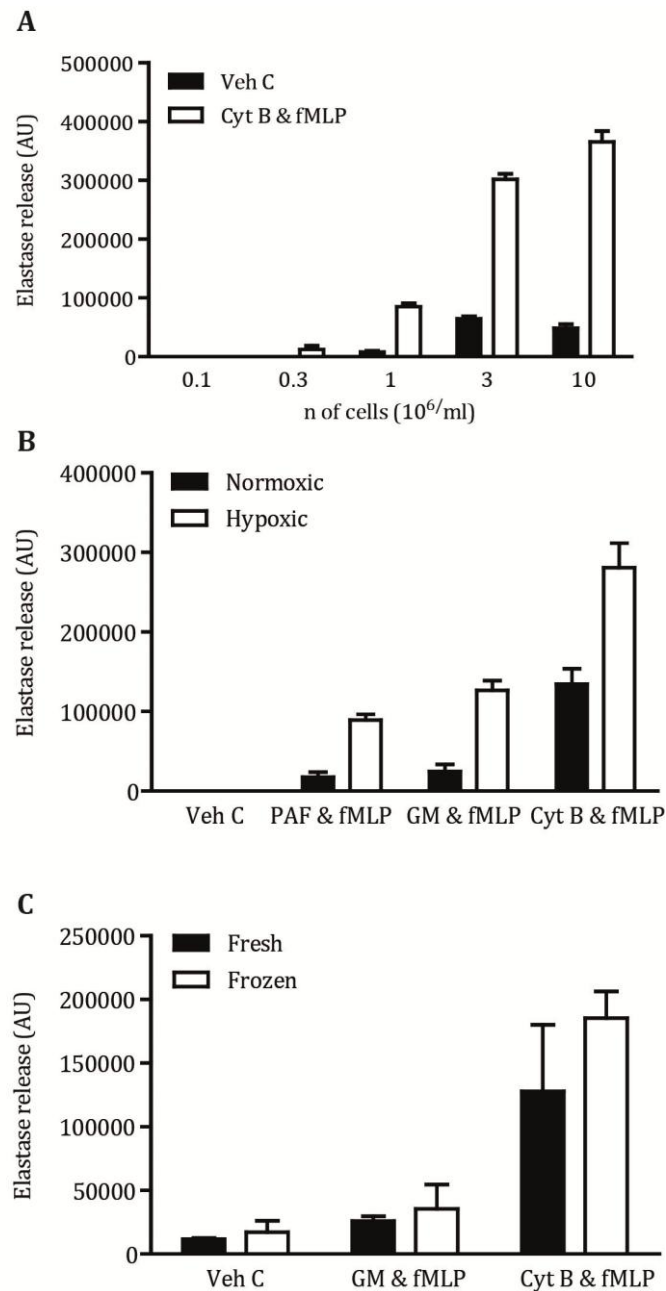 A
500000
Veh C
Cyt B & fMLP
400000
300000
200000
100000
0
Elastase release (AU)
0.1 0.3 1 3 10
n of cells (10⁶/ml)
B
400000
Normoxic
Hypoxic
300000
200000
100000
0
Elastase release (AU)
Veh C PAF & fMLP GM & fMLP Cyt B & fMLP
C
250000
Fresh
Frozen
200000
150000
100000
50000
0
Elastase release (AU)
Veh C GM & fMLP Cyt B & fMLP